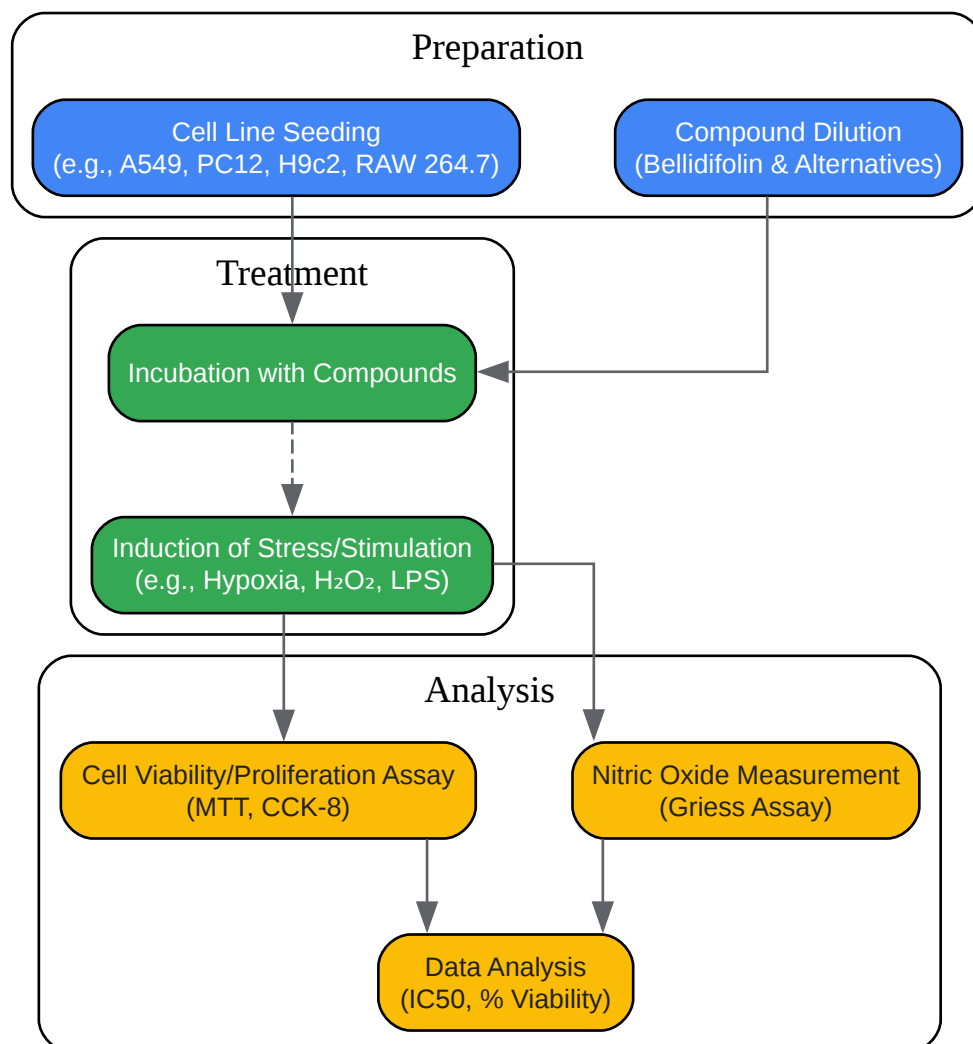 Preparation
Cell Line Seeding
(e.g., A549, PC12, H9c2, RAW 264.7)
Compound Dilution
(Bellidifolin & Alternatives)
Treatment
Incubation with Compounds
Induction of Stress/Stimulation
(e.g., Hypoxia, H₂O₂, LPS)
Analysis
Cell Viability/Proliferation Assay
(MTT, CCK-8)
Nitric Oxide Measurement
(Griess Assay)
Data Analysis
(IC50, % Viability)